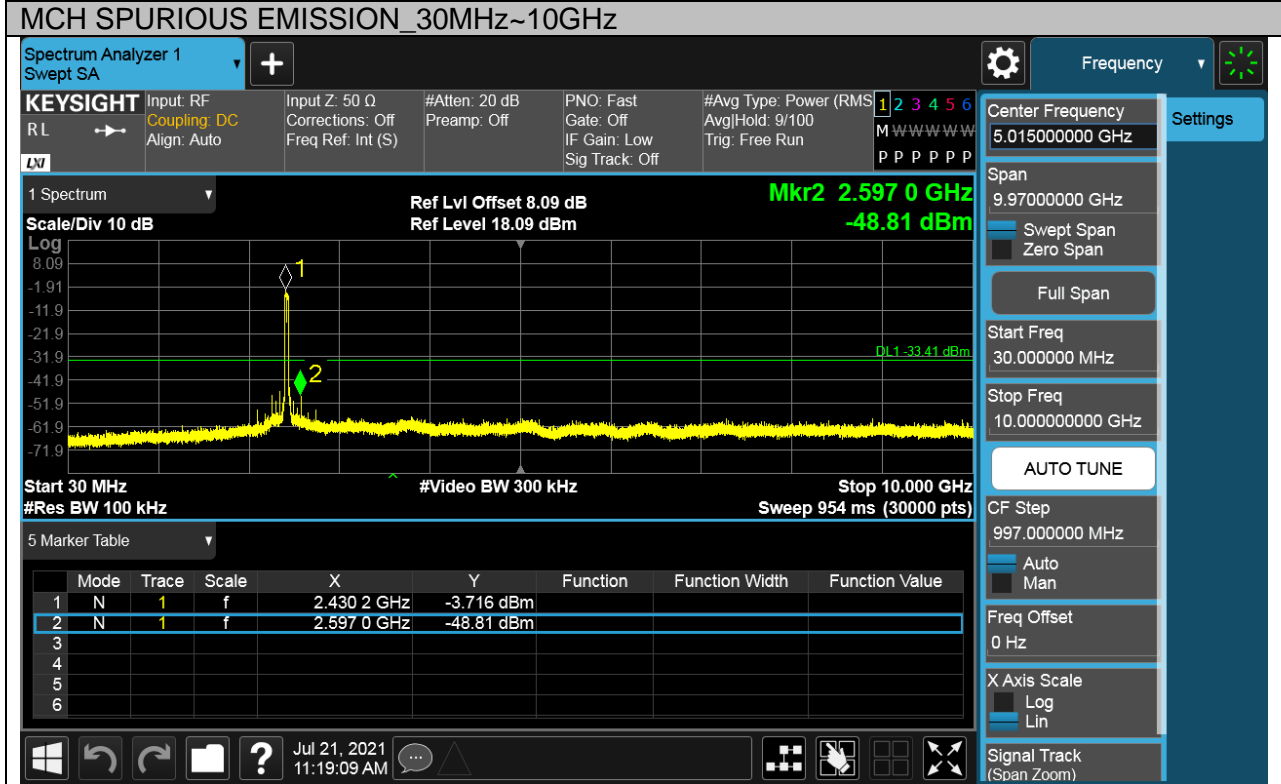 MCH SPURIOUS EMISSION_30MHz~10GHz
Spectrum Analyzer 1
Swept SA
+
Frequency
KEYSIGHT
RL
LXI
Input: RF
Coupling: DC
Align: Auto
Input Z: 50 Ω
Corrections: Off
Freq Ref: Int (S)
#Atten: 20 dB
Preamp: Off
PNO: Fast
Gate: Off
IF Gain: Low
Sig Track: Off
#Avg Type: Power (RMS
Avg|Hold: 9/100
Trig: Free Run
1 2 3 4 5 6
M W W W W W
P P P P P P
1 Spectrum
Scale/Div 10 dB
Ref Lvl Offset 8.09 dB
Ref Level 18.09 dBm
Mkr2 2.597 0 GHz
-48.81 dBm
Log
8.09
-1.91
-11.9
-21.9
-31.9
-41.9
-51.9
-61.9
-71.9
1
2
DL1 -33.41 dBm
Start 30 MHz
#Video BW 300 kHz
Stop 10.000 GHz
#Res BW 100 kHz
Sweep 954 ms (30000 pts)
5 Marker Table
Mode Trace Scale X Y Function Function Width Function Value
1 N 1 f 2.430 2 GHz -3.716 dBm
2 N 1 f 2.597 0 GHz -48.81 dBm
3
4
5
6
?
Jul 21, 2021
11:19:09 AM
Center Frequency
5.015000000 GHz
Settings
Span
9.97000000 GHz
Swept Span
Zero Span
Full Span
Start Freq
30.000000 MHz
Stop Freq
10.000000000 GHz
AUTO TUNE
CF Step
997.000000 MHz
Auto
Man
Freq Offset
0 Hz
X Axis Scale
Log
Lin
Signal Track
(Span Zoom)